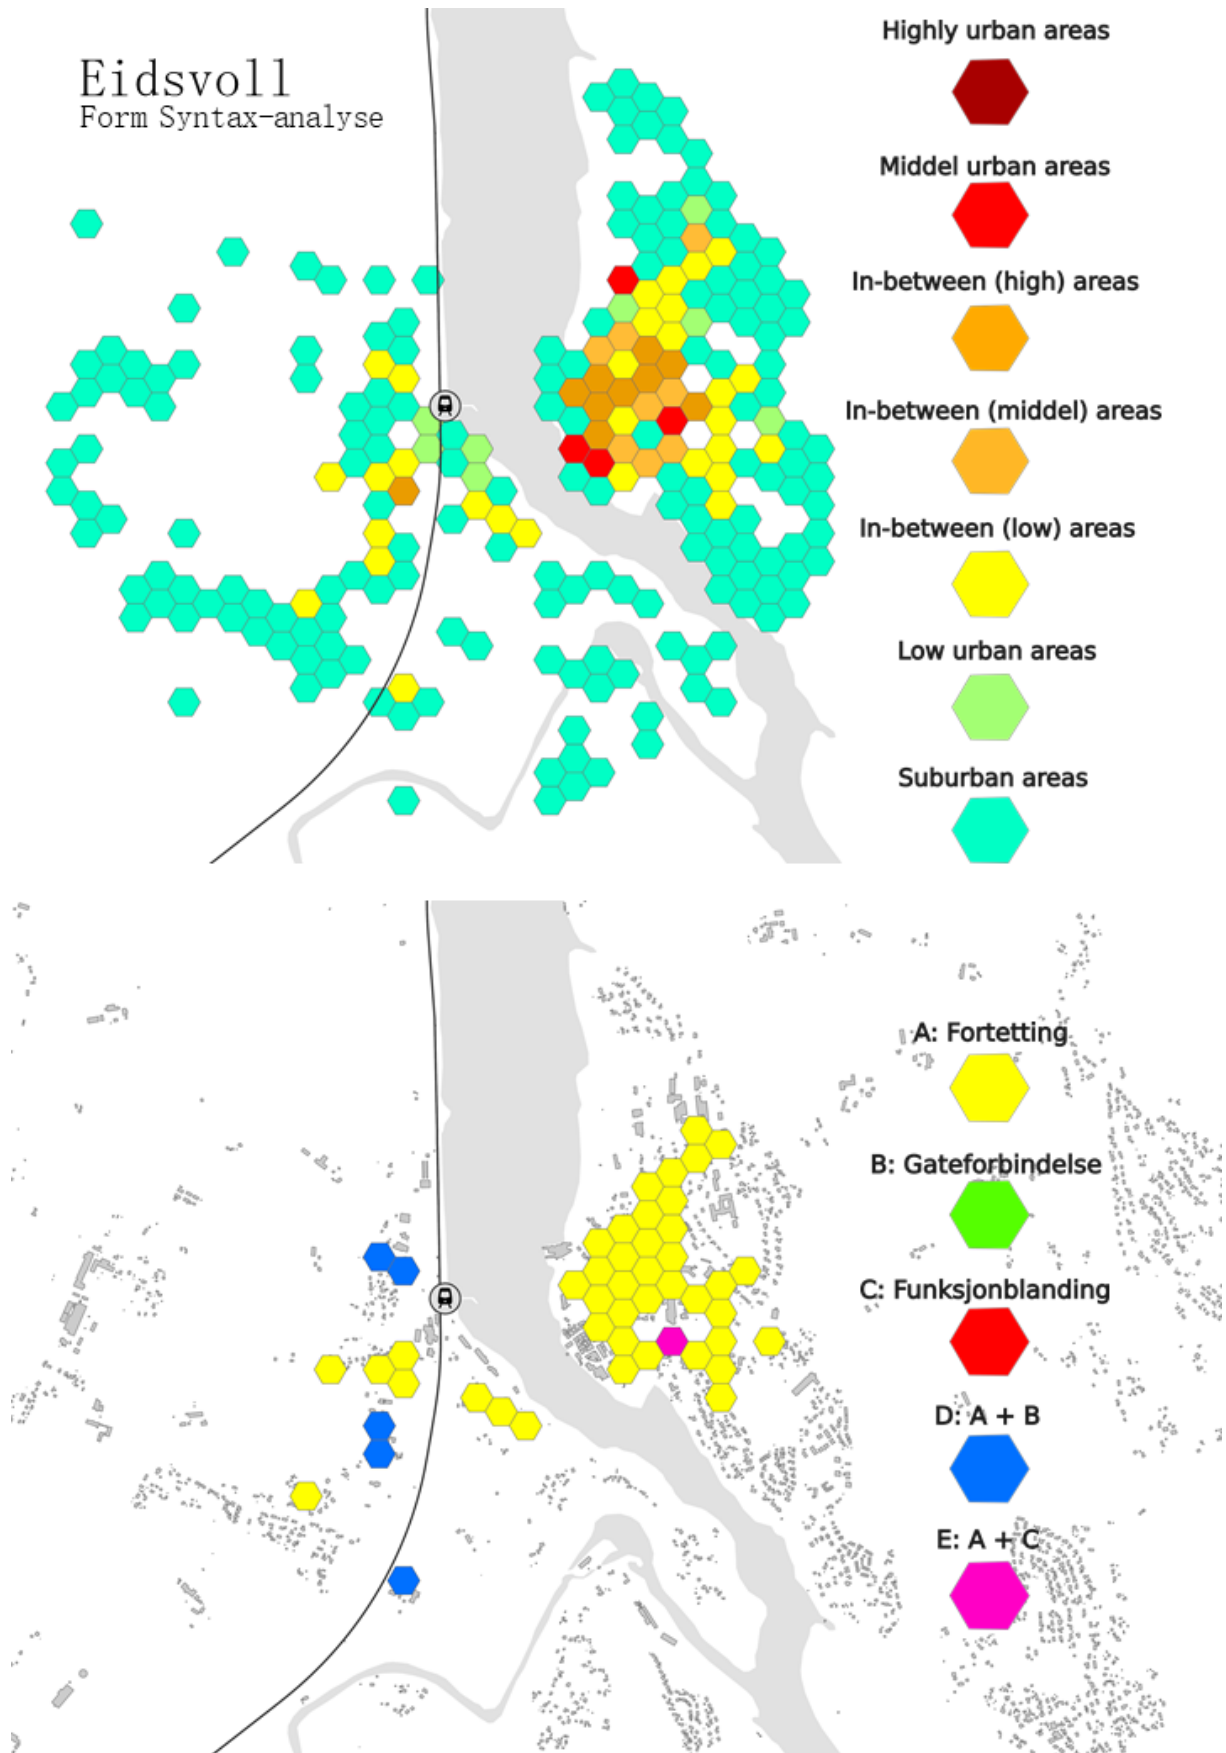 Eidsvoll
Form Syntax-analyse
Highly urban areas
Middel urban areas
In-between (high) areas
In-between (middel) areas
In-between (low) areas
Low urban areas
Suburban areas
A: Fortetting
B: Gateforbindelse
C: Funksjonblanding
D: A + B
E: A + C